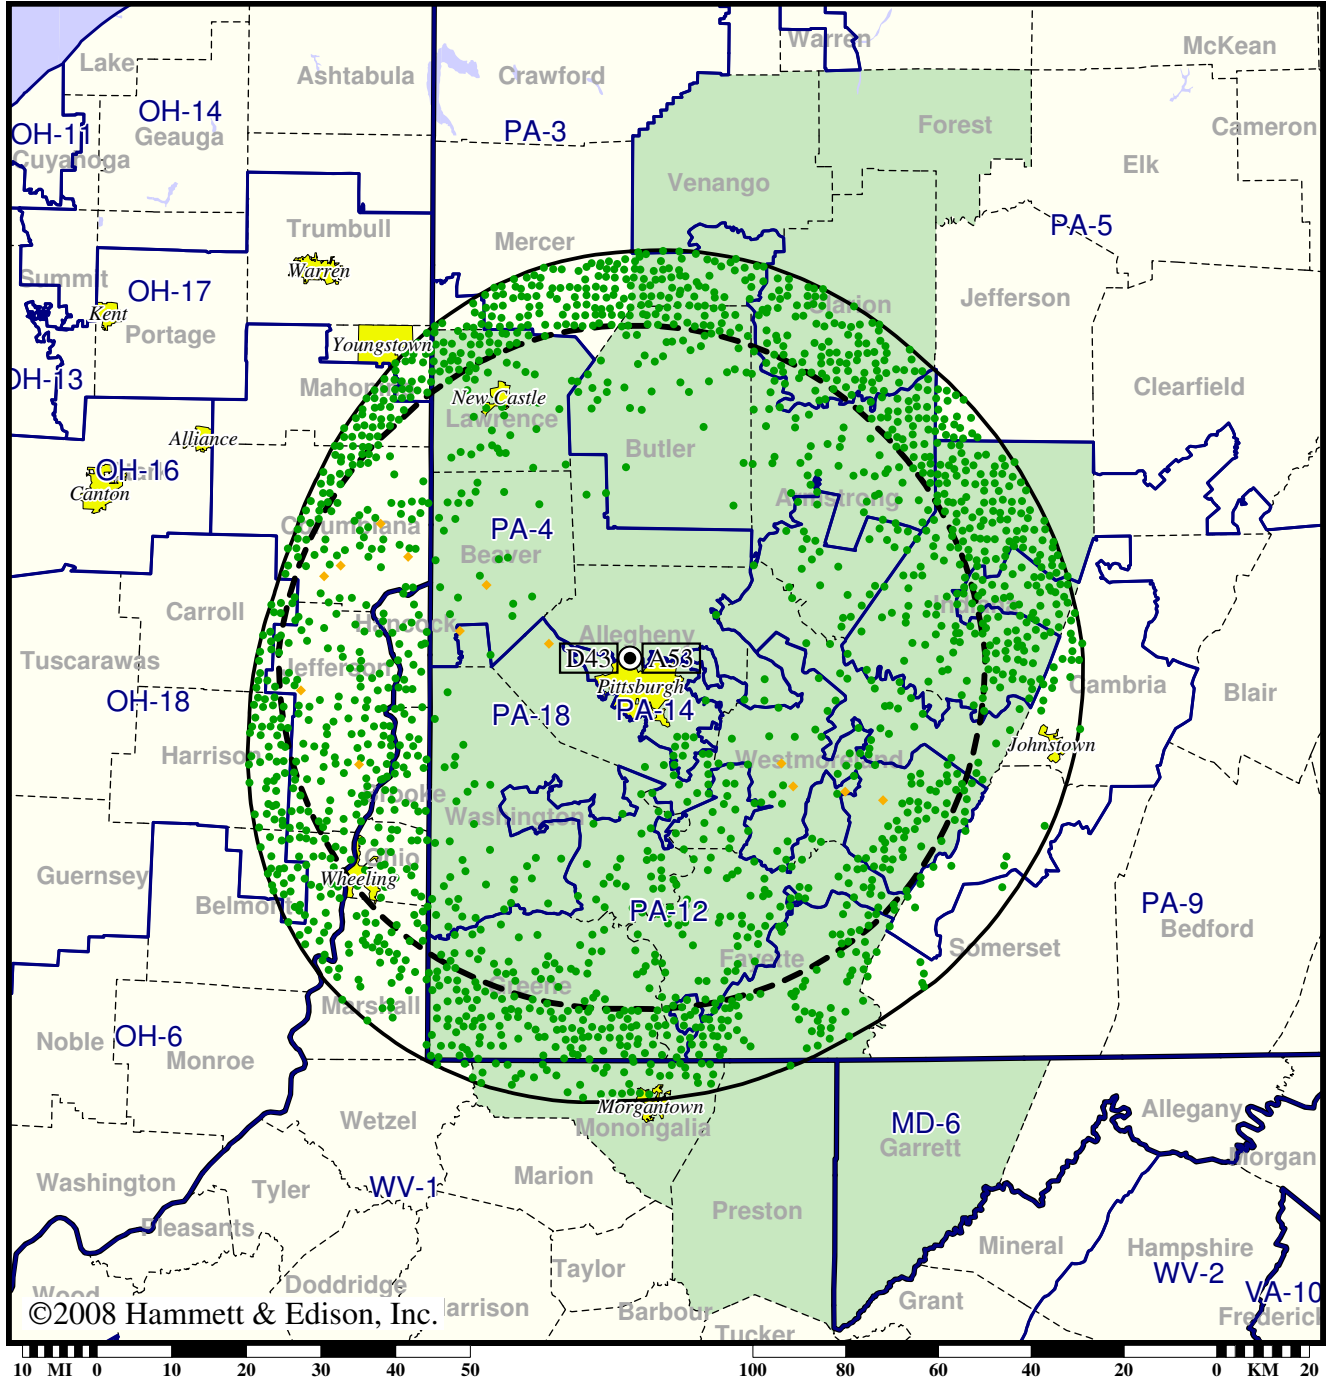 Warren
McKean
Lake
Ashtabula
Crawford
OH-14
Geauga
OH-11
PA-3
Forest
Cameron
Cuyahoga
Elk
Venango
Trumbull
Mercer
PA-5
Warren
Summit
OH-17
Kent
Portage
Clarion
Jefferson
Youngstown
OH-13
Mahoning
New Castle
Lawrence
Clearfield
Alliance
Butler
OH-16
Canton
Armstrong
Columbiana
PA-4
Beaver
Carroll
Hancock
Allegheny
Indiana
Tuscarawas
Jefferson
D43
A53
Pittsburgh
Cambria
Blair
OH-18
PA-18
PA-14
Harrison
Westmoreland
Johnstown
Brooke
Washington
Ohio
Wheeling
Guernsey
Belmont
PA-12
PA-9
Bedford
Fayette
Somerset
Greene
Marshall
Noble
OH-6
Monroe
Morgantown
Monongalia
Wetzel
MD-6
Garrett
Allegany
Morgan
Washington
Tyler
WV-1
Marion
Preston
Pleasants
Mineral
Hampshire
WV-2
Taylor
Doddridge
VA-10
Wood
©2008 Hammett & Edison, Inc.
arrison
Barbour
Grant
Frederick
Tucker
10 MI 0 10 20 30 40 50 100 80 60 40 20 0 KM 20